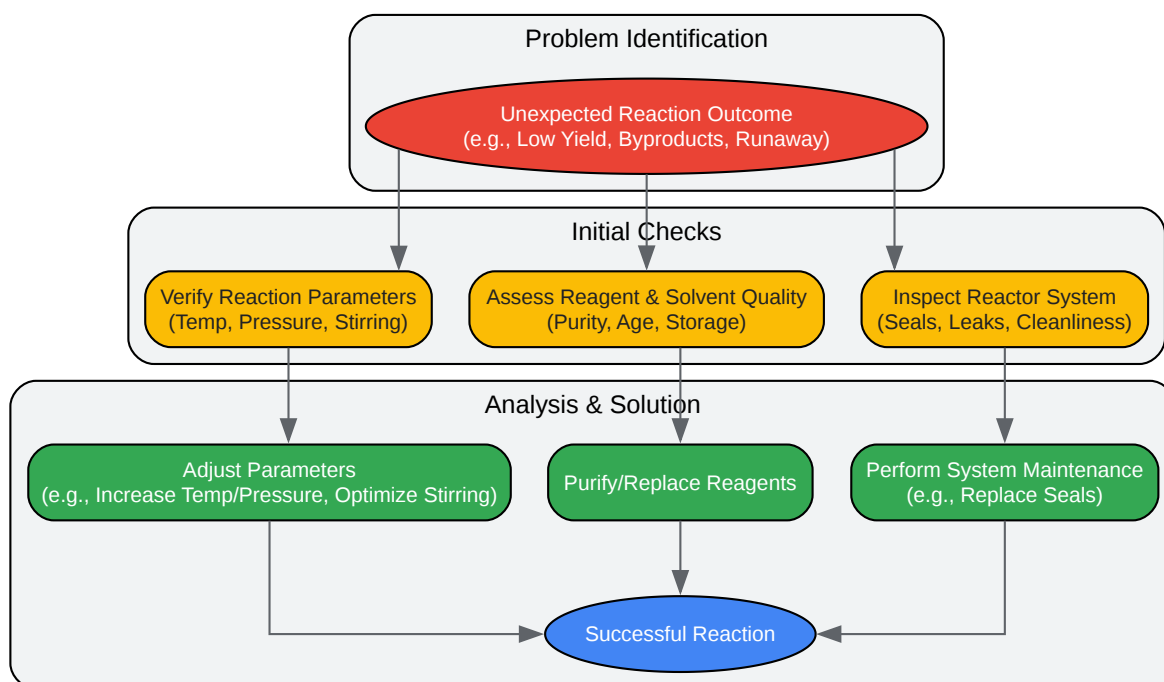 Problem Identification
Unexpected Reaction Outcome
(e.g., Low Yield, Byproducts, Runaway)
Initial Checks
Verify Reaction Parameters
(Temp, Pressure, Stirring)
Assess Reagent & Solvent Quality
(Purity, Age, Storage)
Inspect Reactor System
(Seals, Leaks, Cleanliness)
Analysis & Solution
Adjust Parameters
(e.g., Increase Temp/Pressure, Optimize Stirring)
Purify/Replace Reagents
Perform System Maintenance
(e.g., Replace Seals)
Successful Reaction